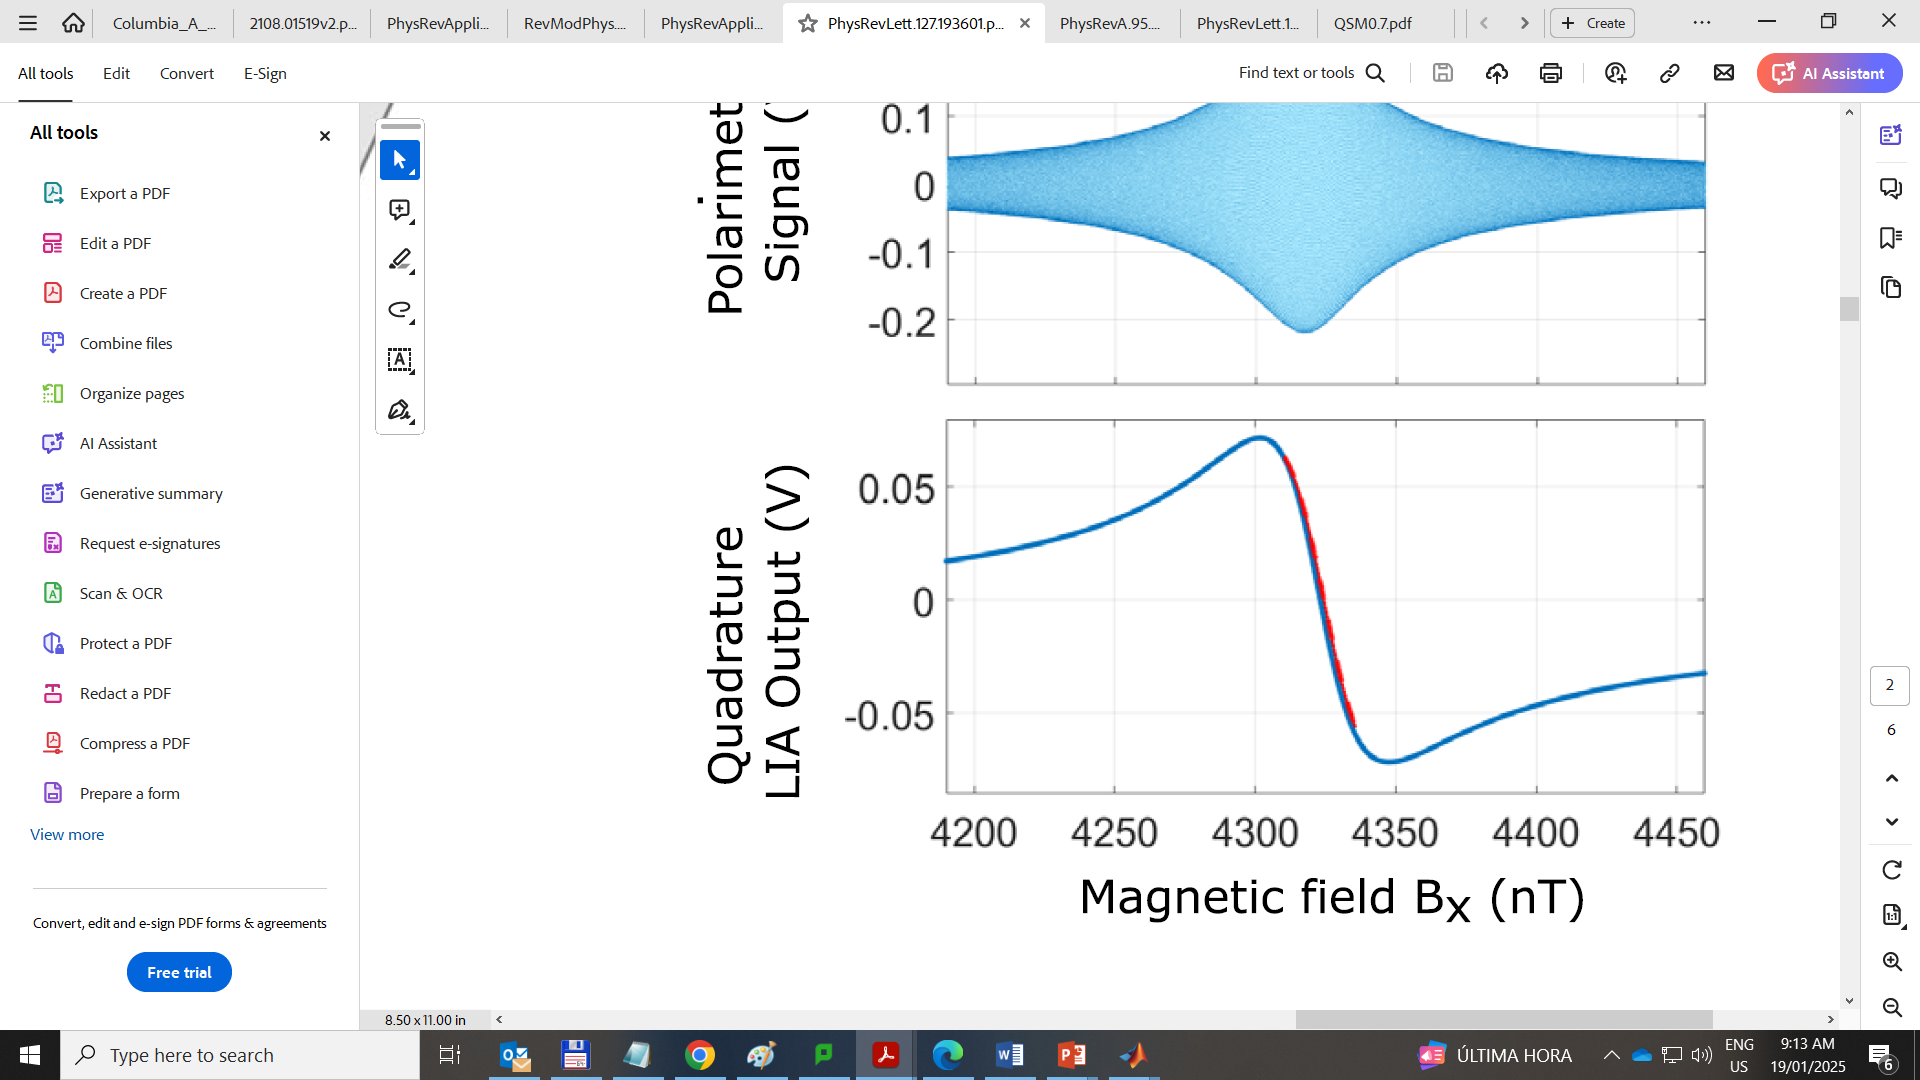 Columbia_A_...
2108.01519v2.p...
PhysRevAppli...
RevModPhys....
PhysRevAppli...
PhysRevLett.127.193601.p...
PhysRevA.95....
PhysRevLett.1...
QSM0.7.pdf
Create
All tools
Edit
Convert
E-Sign
Find text or tools
AI Assistant
All tools
Export a PDF
Edit a PDF
Create a PDF
Combine files
Organize pages
AI Assistant
Generative summary
Request e-signatures
Scan & OCR
Protect a PDF
Redact a PDF
Compress a PDF
Prepare a form
View more
Convert, edit and e-sign PDF forms & agreements
Free trial
Polarimet
Signal (
0.1
0
-0.1
-0.2
Quadrature
LIA Output (V)
0.05
0
-0.05
4200
4250
4300
4350
4400
4450
Magnetic field Bx (nT)
2
6
8.50 x 11.00 in
Type here to search
ÚLTIMA HORA
ENG
US
9:13 AM
19/01/2025
6